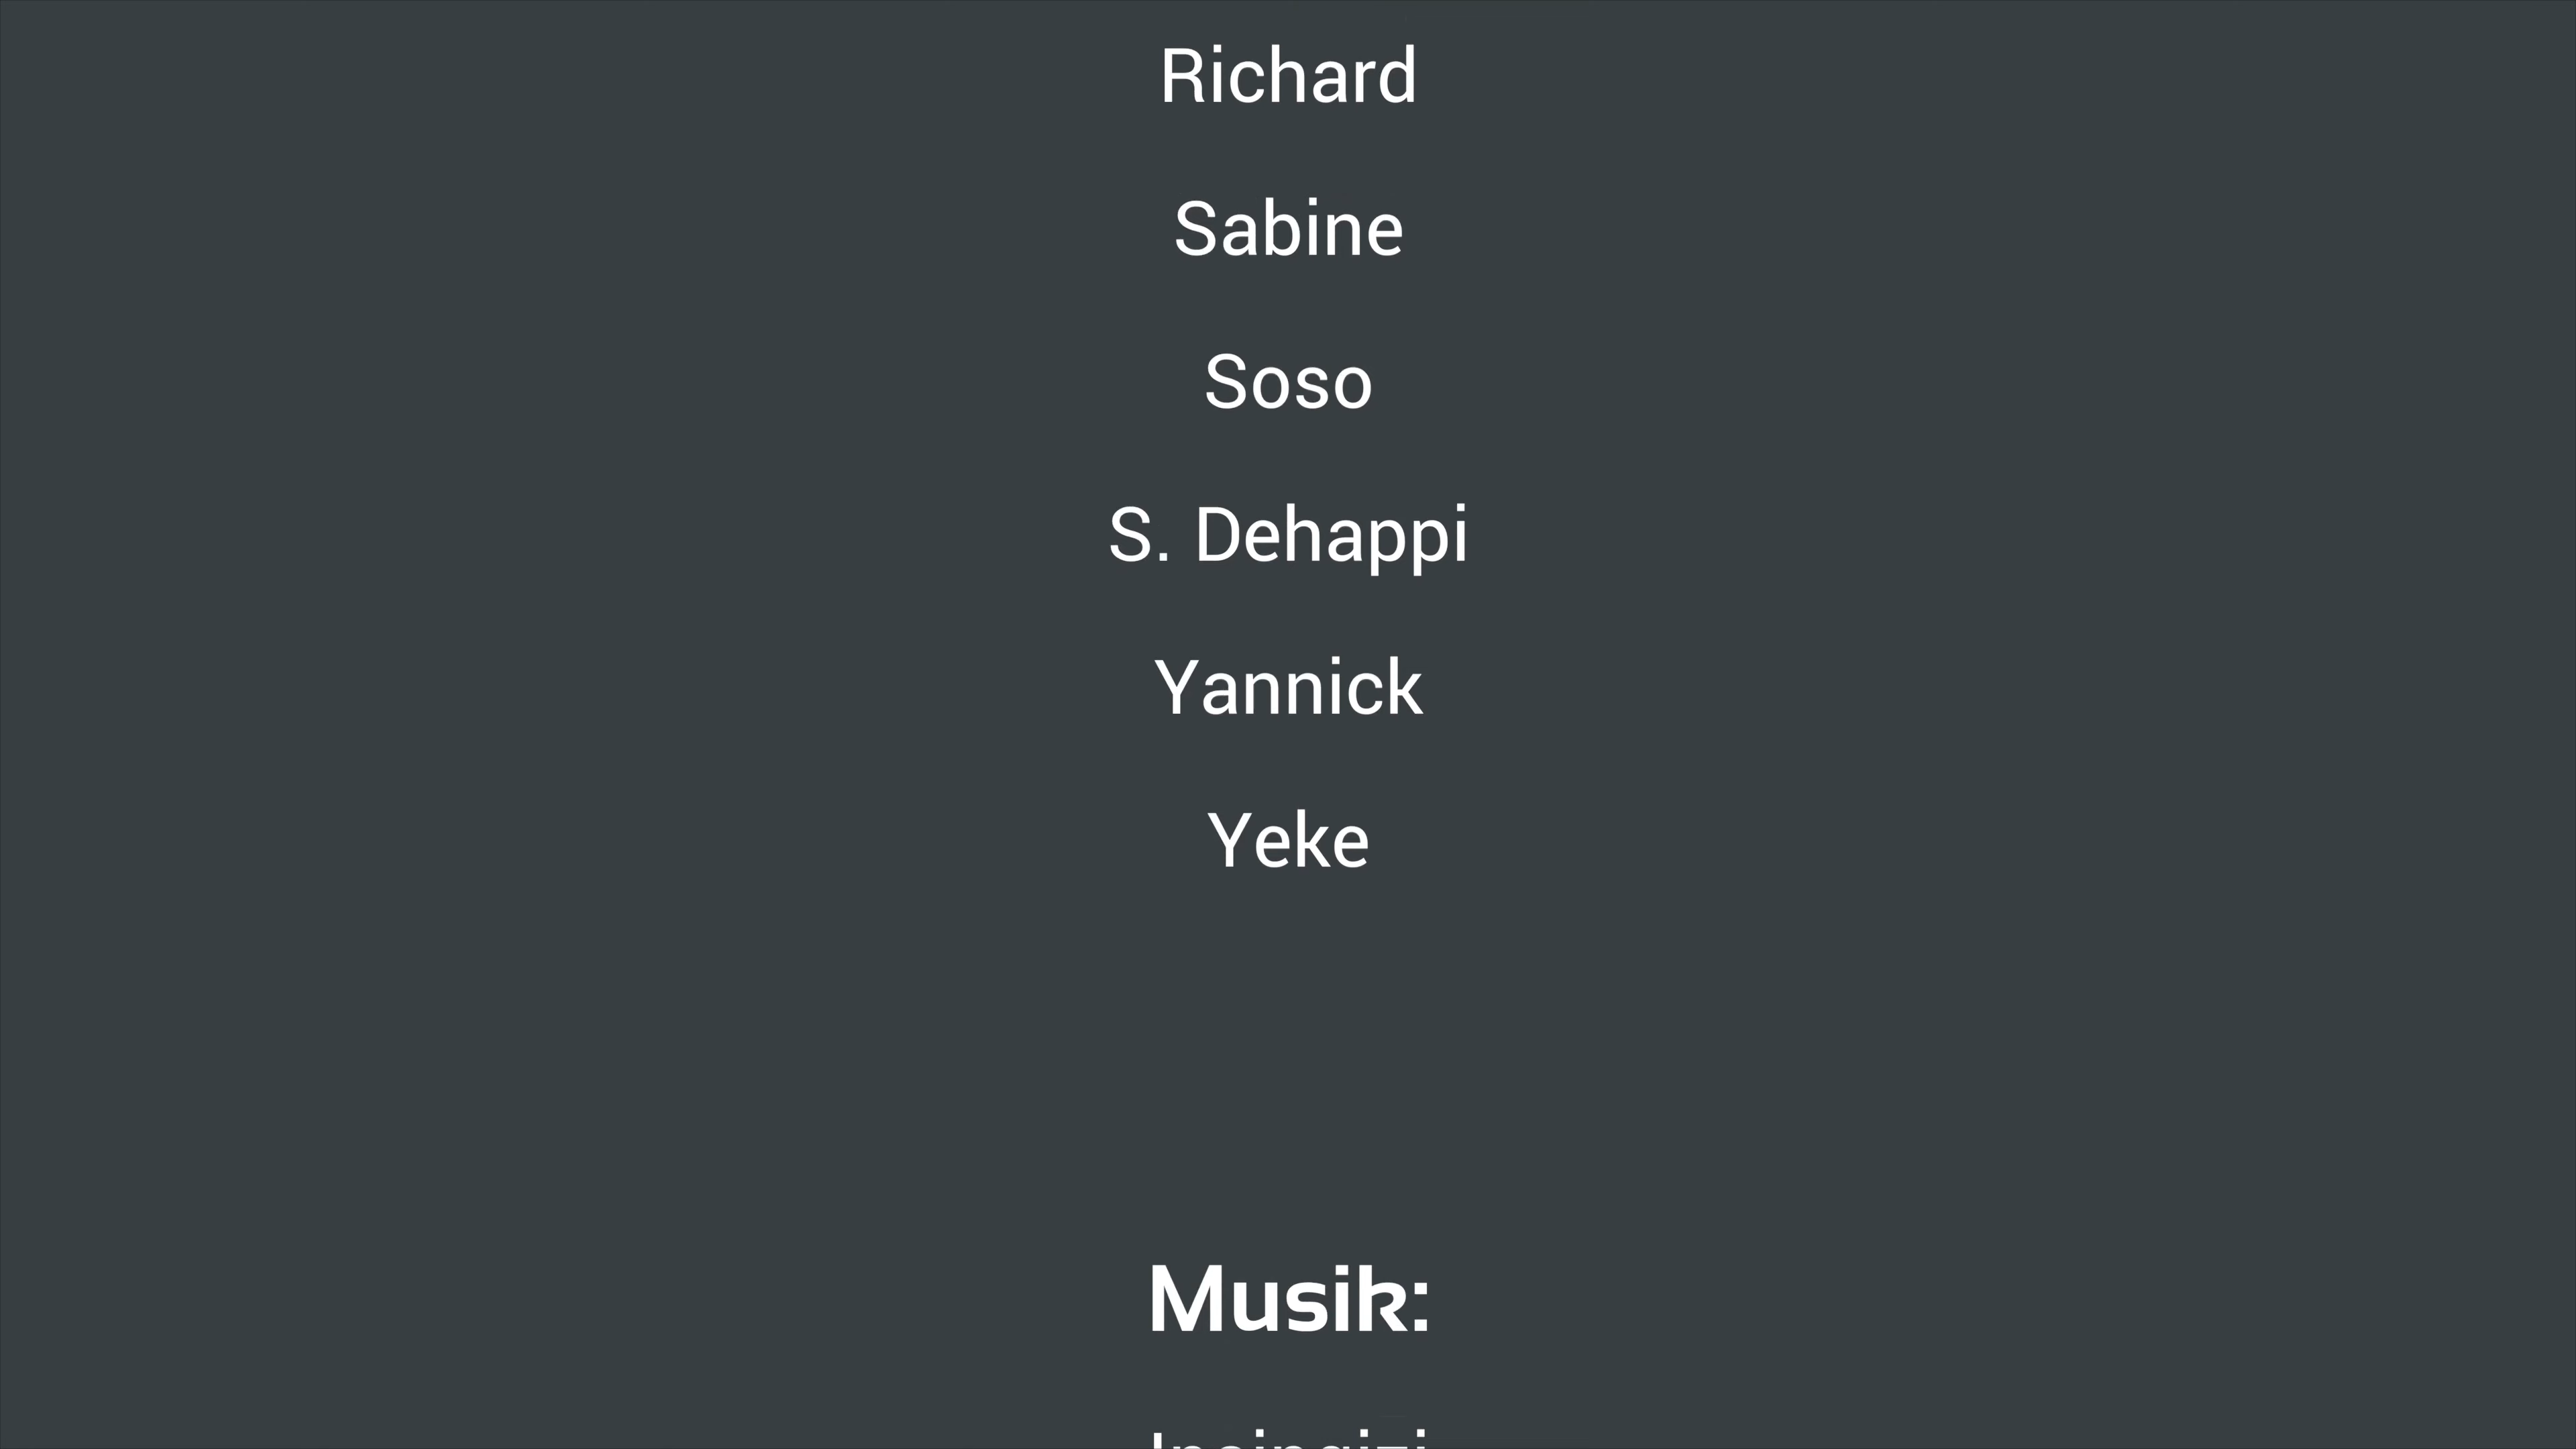 Richard
Sabine
Soso
S. Dehappi
Yannick
Yeke
Musik: